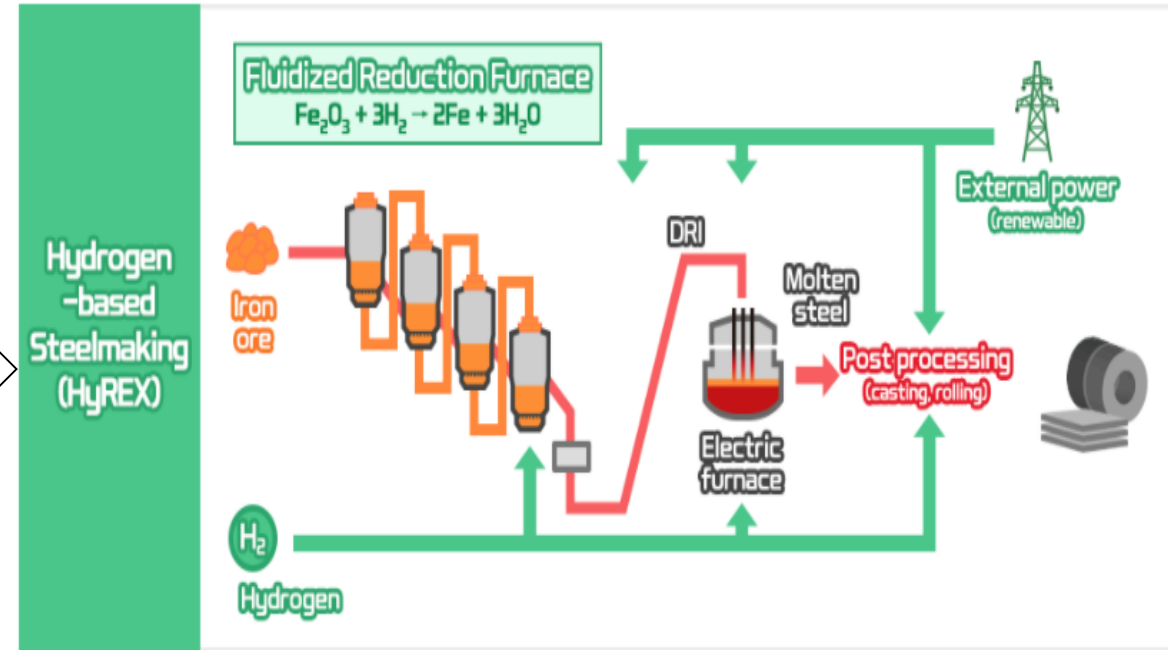 Hydrogen
-based
Steelmaking
(HyREX)
Fluidized Reduction Furnace
Fe₂O₃ + 3H₂ → 2Fe + 3H₂O
External power
(renewable)
Iron
ore
DRI
Molten
steel
Post processing
(casting, rolling)
Electric
furnace
H₂
Hydrogen